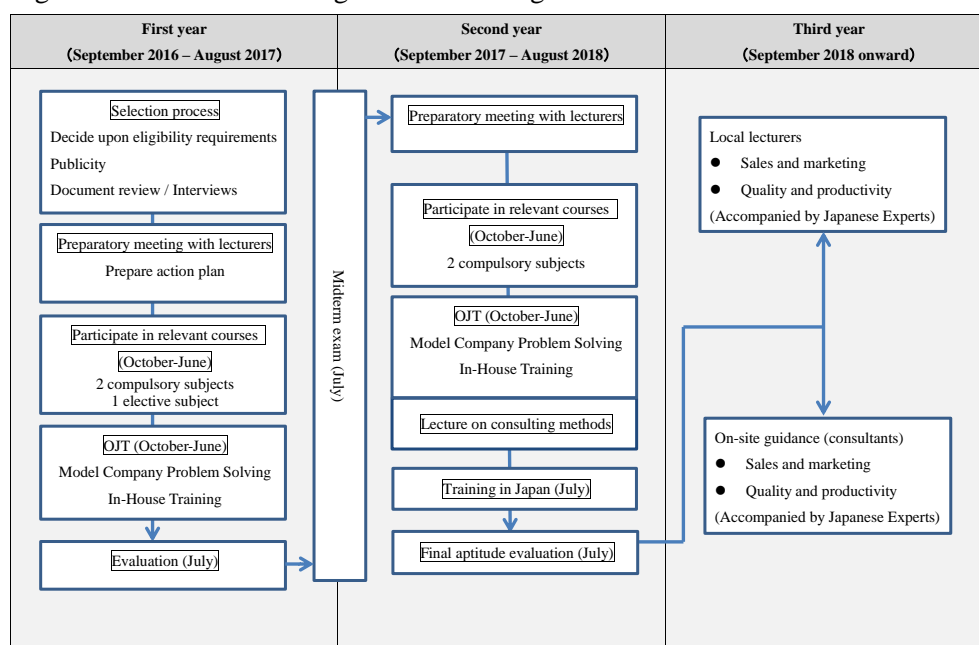 First year
(September 2016 – August 2017)
Second year
(September 2017 – August 2018)
Third year
(September 2018 onward)
Selection process
Decide upon eligibility requirements
Publicity
Document review / Interviews
Preparatory meeting with lecturers
Prepare action plan
Participate in relevant courses
(October-June)
2 compulsory subjects
1 elective subject
OJT (October-June)
Model Company Problem Solving
In-House Training
Evaluation (July)
Midterm exam (July)
Preparatory meeting with lecturers
Participate in relevant courses
(October-June)
2 compulsory subjects
OJT (October-June)
Model Company Problem Solving
In-House Training
Lecture on consulting methods
Training in Japan (July)
Final aptitude evaluation (July)
Local lecturers
● Sales and marketing
● Quality and productivity
(Accompanied by Japanese Experts)
On-site guidance (consultants)
● Sales and marketing
● Quality and productivity
(Accompanied by Japanese Experts)